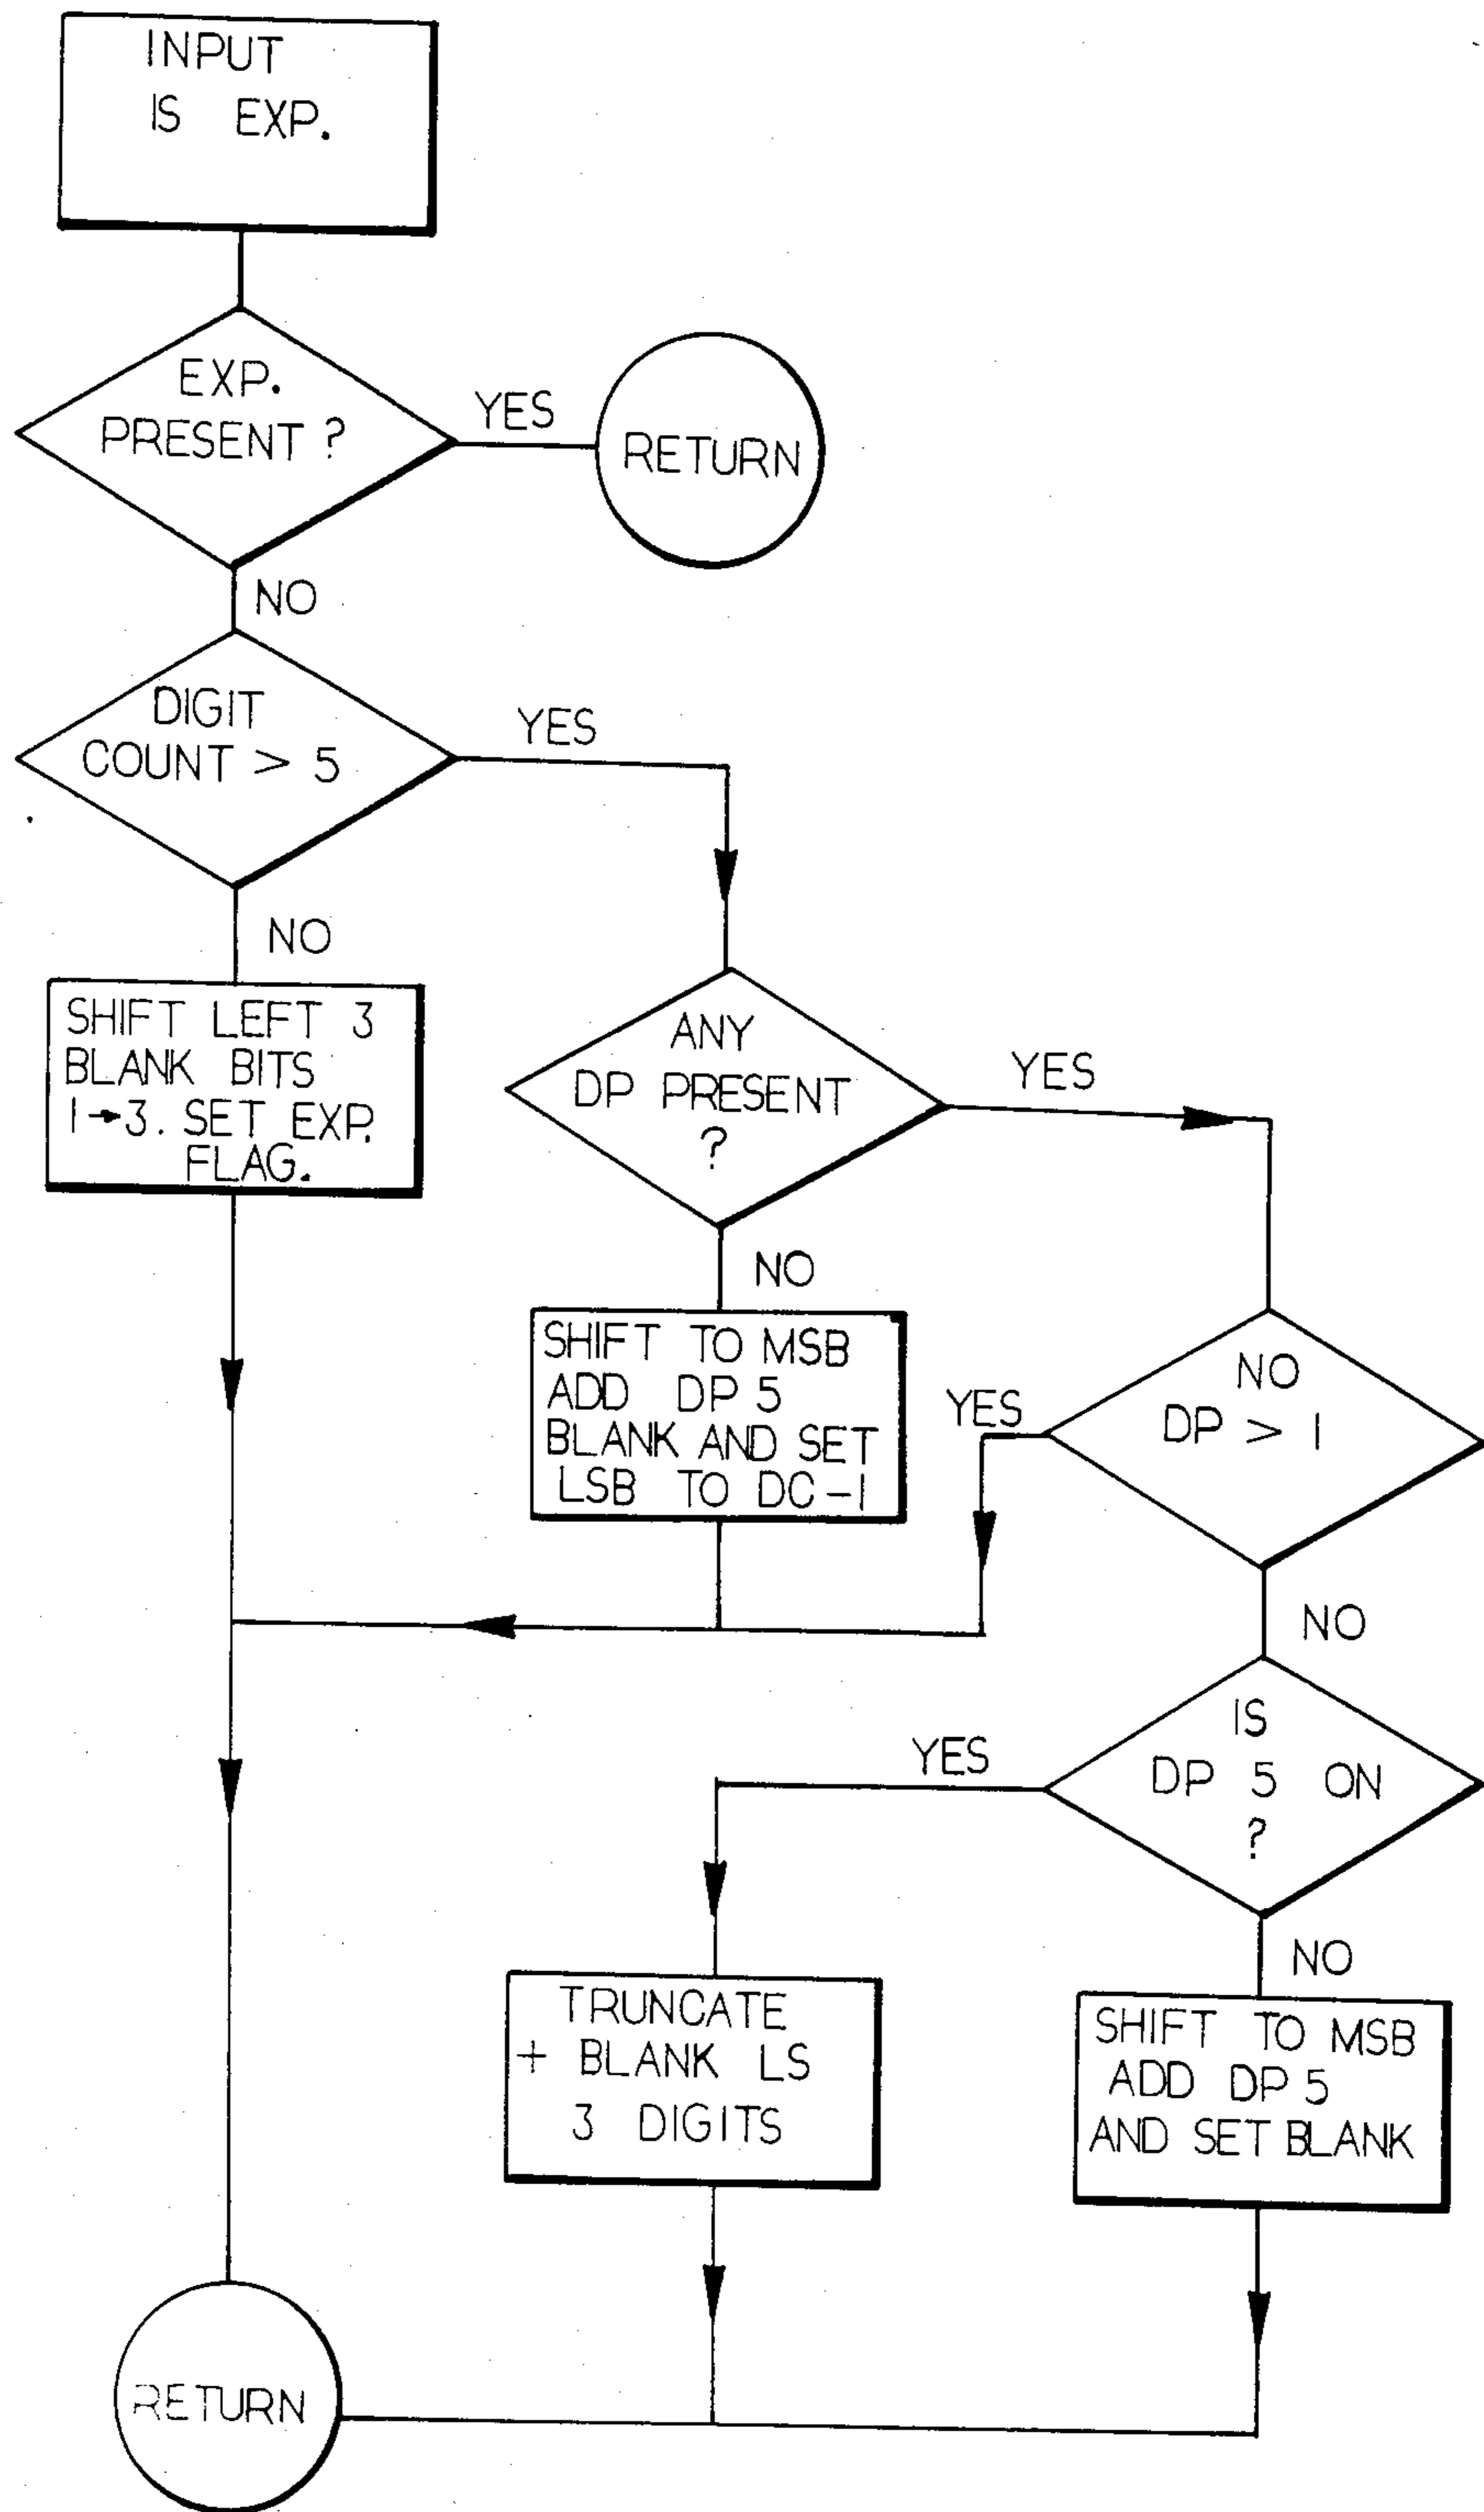 INPUT
IS EXP.
EXP.
PRESENT ?
YES
RETURN
NO
DIGIT
COUNT > 5
YES
NO
SHIFT LEFT 3
BLANK BITS
1→3. SET EXP.
FLAG.
ANY
DP PRESENT
?
YES
NO
SHIFT TO MSB
ADD DP 5
BLANK AND SET
LSB TO DC-1
NO
DP > 1
YES
NO
IS
DP 5 ON
?
YES
NO
TRUNCATE
+ BLANK LS
3 DIGITS
SHIFT TO MSB
ADD DP 5
AND SET BLANK
RETURN